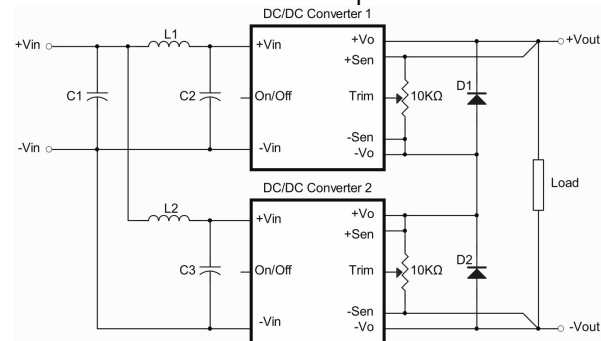 DC/DC Converter 1
+Vin
L1
+Vin
+Vo
+Vout
+Sen
C1
C2
On/Off
Trim
10KΩ
D1
-Vin
-Vin
-Sen
-Vo
Load
DC/DC Converter 2
L2
+Vin
+Vo
+Sen
C3
On/Off
Trim
10KΩ
D2
-Sen
-Vin
-Vo
-Vout